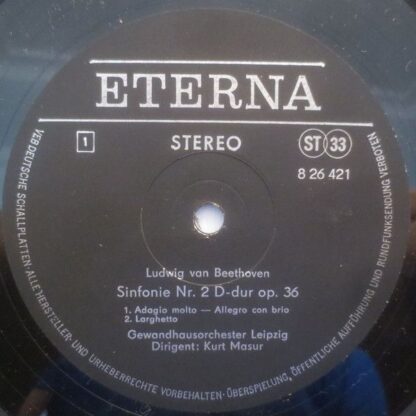 ETERNA
1
STEREO
ST 33
8 26 421
Ludwig van Beethoven
Sinfonie Nr. 2 D-dur op. 36
1. Adagio molto — Allegro con brio
2. Larghetto
Gewandhausorchester Leipzig
Dirigent: Kurt Masur
VEB DEUTSCHE SCHALLPLATTEN ALLE HERSTELLER- UND URHEBERRECHTE VORBEHALTEN · ÜBERSPIELUNG, ÖFFENTLICHE AUFFÜHRUNG UND RUNDFUNKSENDUNG VERBOTEN